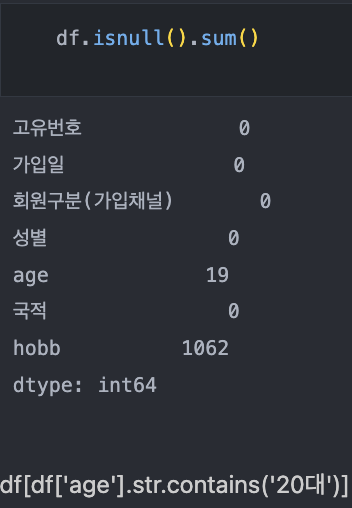 df.isnull().sum()
고유번호 0
가입일 0
회원구분(가입채널) 0
성별 0
age 19
국적 0
hobb 1062
dtype: int64
df[df['age'].str.contains('20대')]